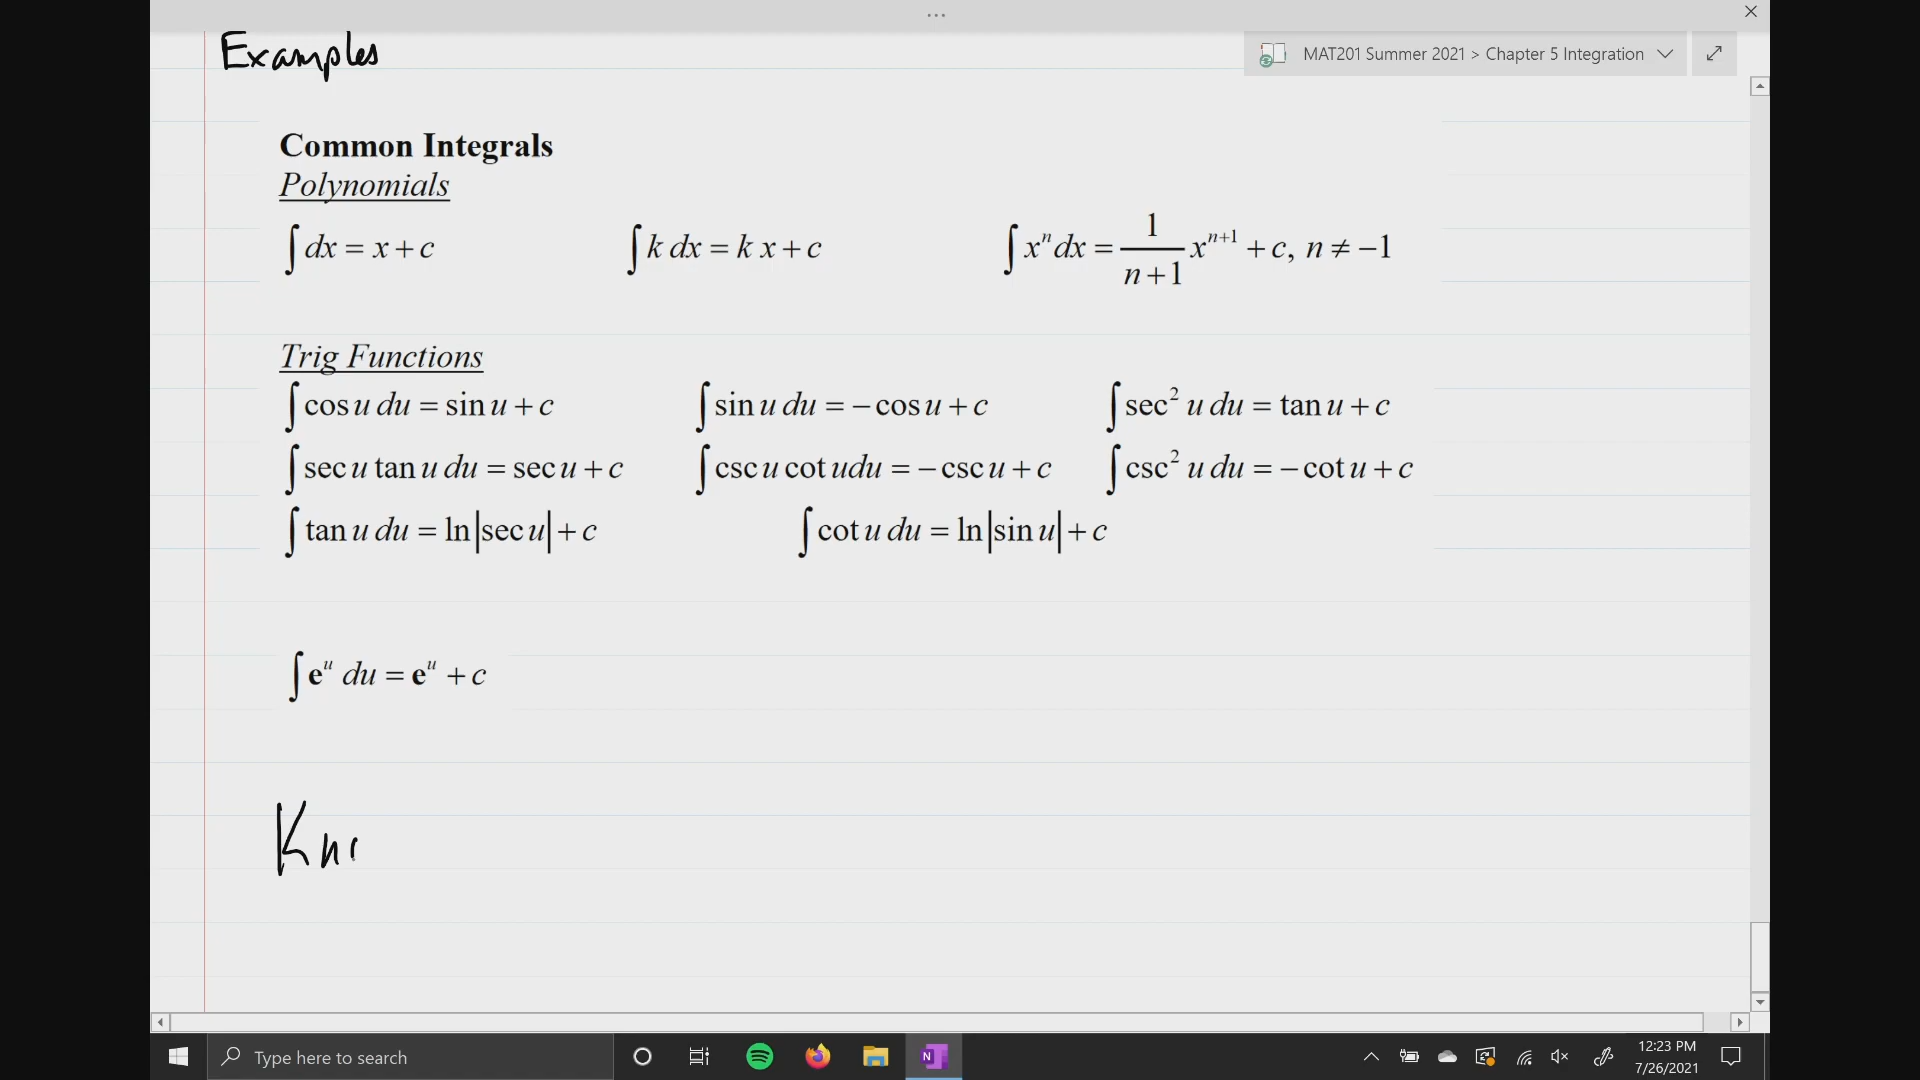 Examples
MAT201 Summer 2021 > Chapter 5 Integration
Common Integrals
Polynomials
∫ dx = x + c ∫ k dx = k x + c ∫ xⁿ dx = 1/(n+1) xⁿ⁺¹ + c, n ≠ −1
Trig Functions
∫ cos u du = sin u + c ∫ sin u du = − cos u + c ∫ sec² u du = tan u + c
∫ sec u tan u du = sec u + c ∫ csc u cot u du = − csc u + c ∫ csc² u du = − cot u + c
∫ tan u du = ln|sec u| + c ∫ cot u du = ln|sin u| + c
∫ eᵘ du = eᵘ + c
Type here to search
12:23 PM
7/26/2021